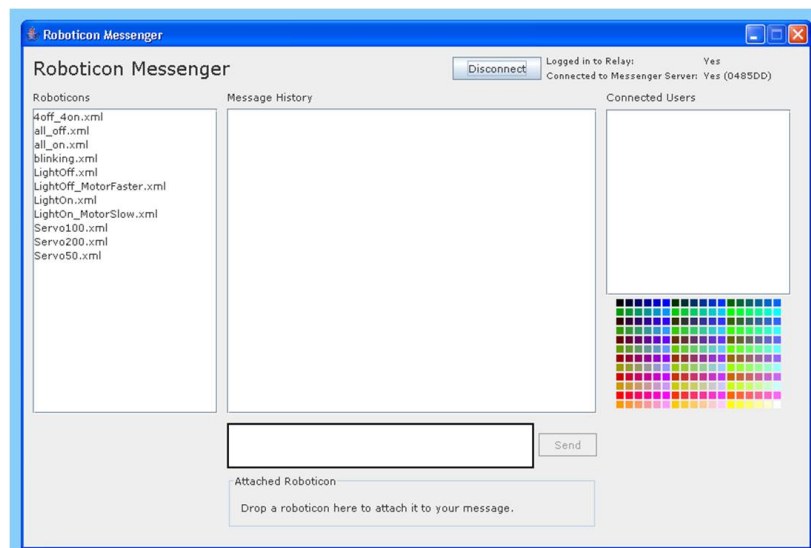 Roboticon Messenger
Roboticon Messenger
Disconnect
Logged in to Relay: Yes
Connected to Messenger Server: Yes (0485DD)
Roboticons
Message History
Connected Users
4off_4on.xml
all_off.xml
all_on.xml
blinking.xml
LightOff.xml
LightOff_MotorFaster.xml
LightOn.xml
LightOn_MotorSlow.xml
Servo100.xml
Servo200.xml
Servo50.xml
Send
Attached Roboticon
Drop a roboticon here to attach it to your message.